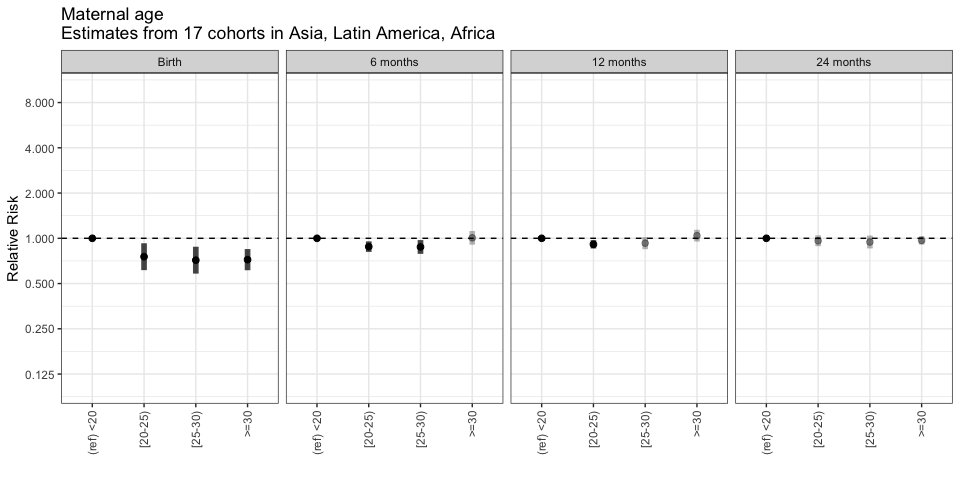 Maternal age
Estimates from 17 cohorts in Asia, Latin America, Africa
Birth
6 months
12 months
24 months
Relative Risk
8.000
4.000
2.000
1.000
0.500
0.250
0.125
(ref) <20
[20-25)
[25-30)
>=30
(ref) <20
[20-25)
[25-30)
>=30
(ref) <20
[20-25)
[25-30)
>=30
(ref) <20
[20-25)
[25-30)
>=30